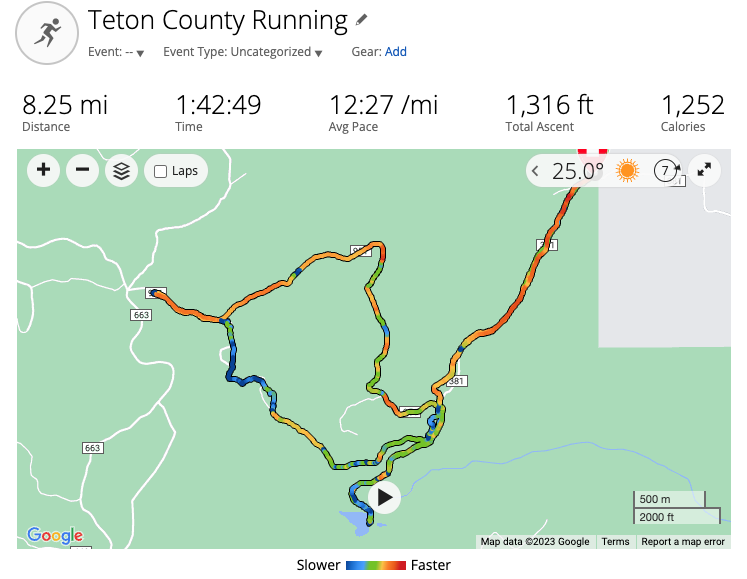 Teton County Running
Event: -- Event Type: Uncategorized Gear: Add
8.25 mi 1:42:49 12:27 /mi 1,316 ft 1,252
Distance Time Avg Pace Total Ascent Calories
+ − Laps 25.0° 7
663
381
663
500 m
2000 ft
Google
Map data ©2023 Google Terms Report a map error
Slower Faster